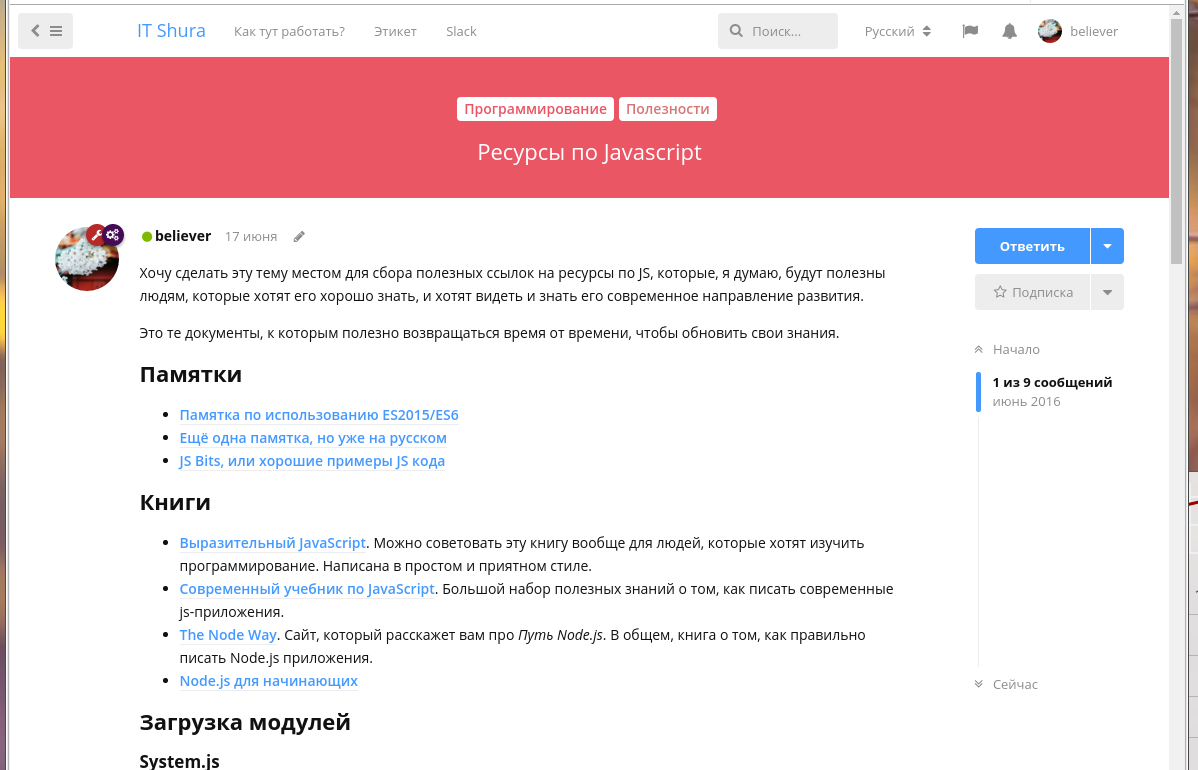 IT Shura Как тут работать? Этикет Slack Поиск... Русский believer
Программирование Полезности
Ресурсы по Javascript
believer 17 июня
Хочу сделать эту тему местом для сбора полезных ссылок на ресурсы по JS, которые, я думаю, будут полезны
людям, которые хотят его хорошо знать, и хотят видеть и знать его современное направление развития.
Это те документы, к которым полезно возвращаться время от времени, чтобы обновить свои знания.
Памятки
Памятка по использованию ES2015/ES6
Ещё одна памятка, но уже на русском
JS Bits, или хорошие примеры JS кода
Книги
Выразительный JavaScript. Можно советовать эту книгу вообще для людей, которые хотят изучить
программирование. Написана в простом и приятном стиле.
Современный учебник по JavaScript. Большой набор полезных знаний о том, как писать современные
js-приложения.
The Node Way. Сайт, который расскажет вам про Путь Node.js. В общем, книга о том, как правильно
писать Node.js приложения.
Node.js для начинающих
Загрузка модулей
System.js
Ответить
Подписка
Начало
1 из 9 сообщений
июнь 2016
Сейчас